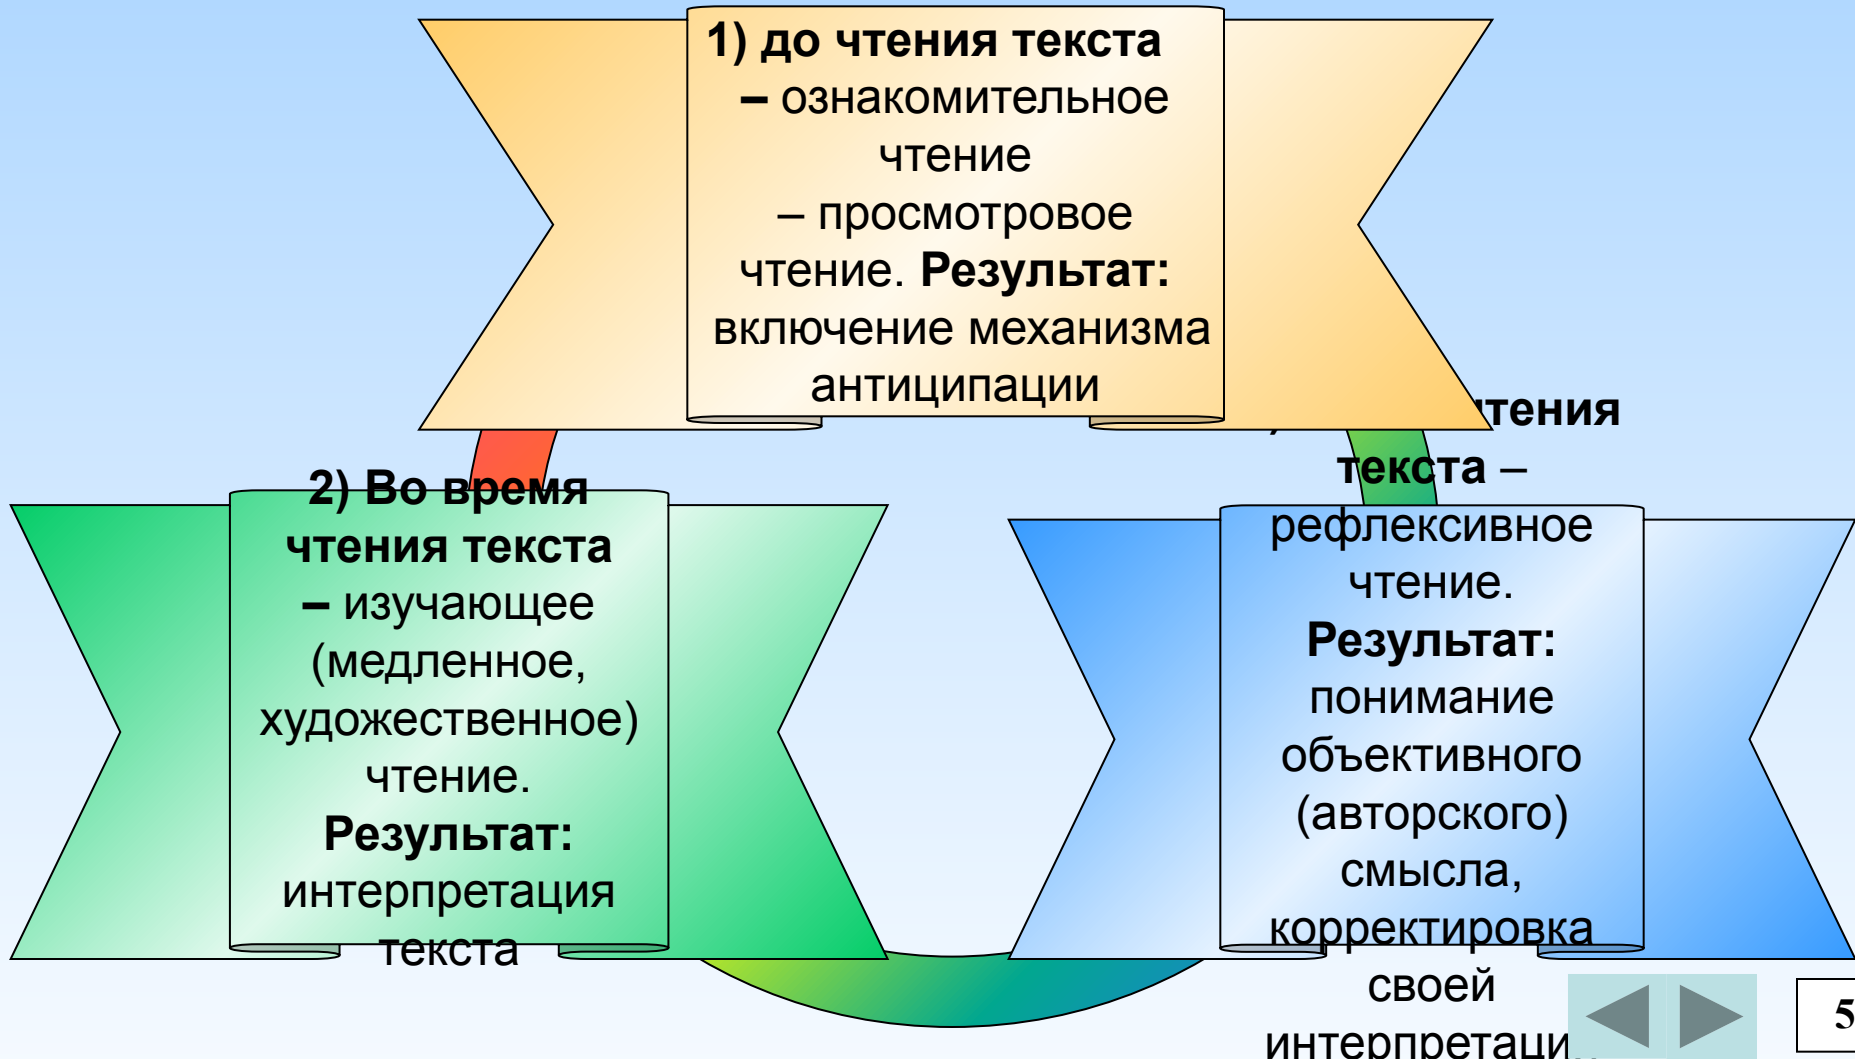 1) до чтения текста
– ознакомительное
чтение
– просмотровое
чтение. Результат:
включение механизма
антиципации
2) Во время
чтения текста
– изучающее
(медленное,
художественное)
чтение.
Результат:
интерпретация
текста
текста –
рефлексивное
чтение.
Результат:
понимание
объективного
(авторского)
смысла,
корректировка
своей
5